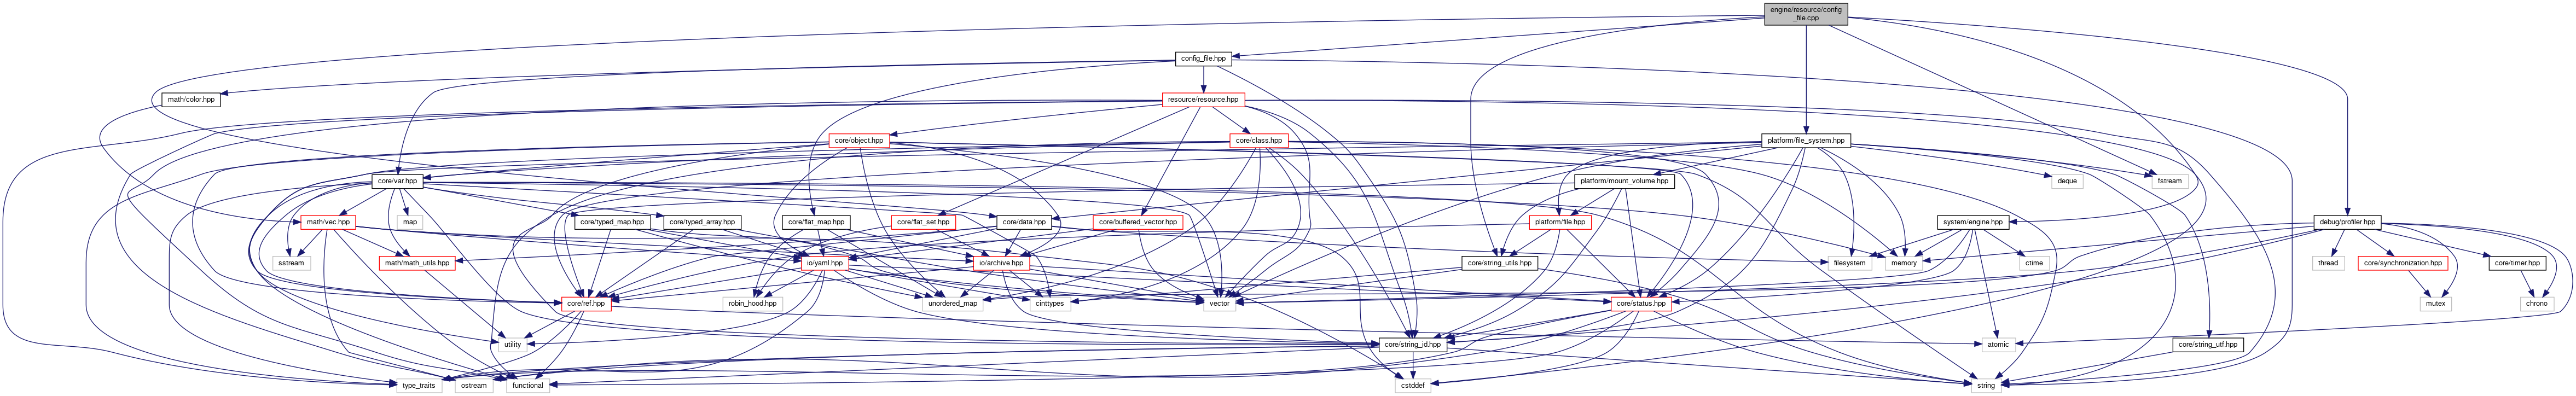 engine/resource/config
_file.cpp
config_file.hpp
math/color.hpp
resource/resource.hpp
core/object.hpp
core/class.hpp
platform/file_system.hpp
core/var.hpp
platform/mount_volume.hpp
deque
fstream
math/vec.hpp
map
core/typed_map.hpp
core/typed_array.hpp
core/flat_map.hpp
core/flat_set.hpp
core/data.hpp
core/buffered_vector.hpp
platform/file.hpp
system/engine.hpp
debug/profiler.hpp
sstream
math/math_utils.hpp
io/yaml.hpp
io/archive.hpp
core/string_utils.hpp
filesystem
memory
ctime
thread
core/synchronization.hpp
core/timer.hpp
core/ref.hpp
robin_hood.hpp
unordered_map
cinttypes
vector
core/status.hpp
mutex
chrono
utility
core/string_id.hpp
atomic
core/string_utf.hpp
type_traits
ostream
functional
cstddef
string